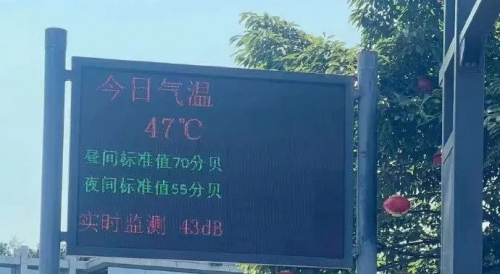 今日气温
47℃
昼间标准值70分贝
夜间标准值55分贝
实时监测 43dB